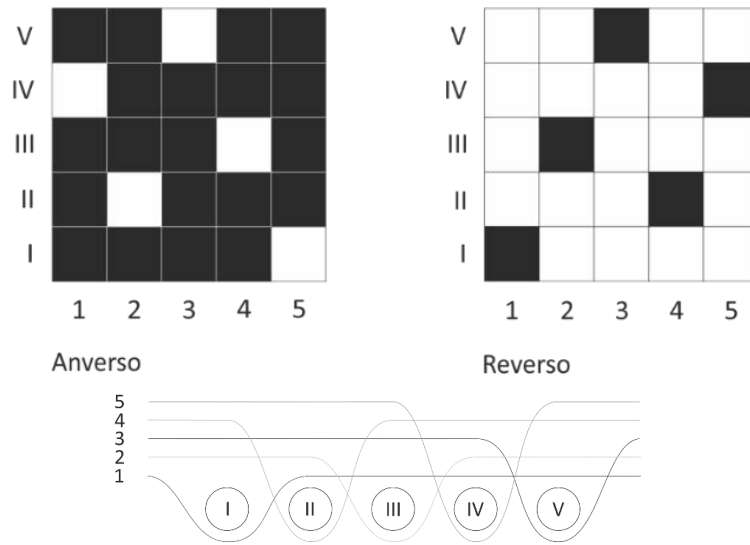 V V
IV IV
III III
II II
I I
1 2 3 4 5 1 2 3 4 5
Anverso Reverso
5
4
3
2
1
I II III IV V